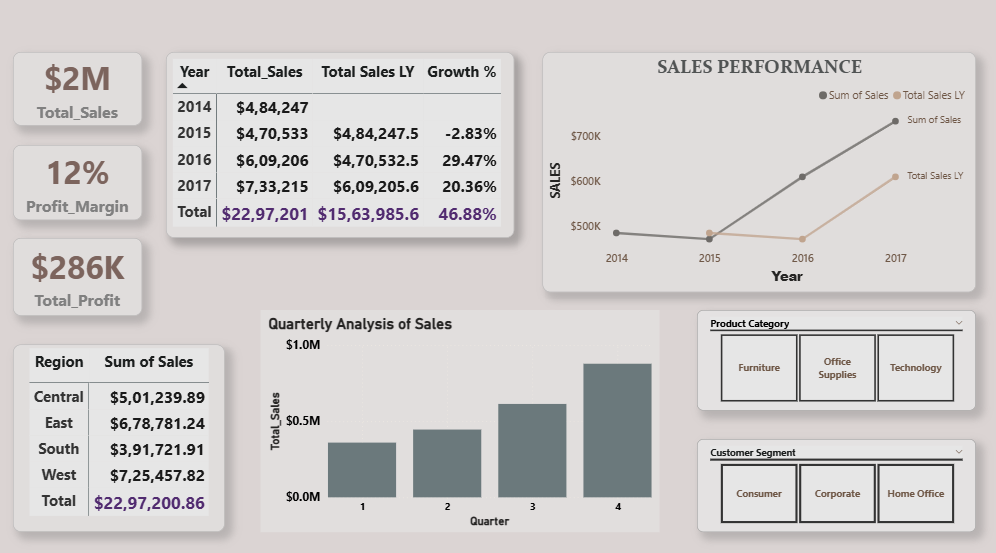 $2M
Total_Sales
12%
Profit_Margin
$286K
Total_Profit
Year Total_Sales Total Sales LY Growth %
2014 $4,84,247
2015 $4,70,533 $4,84,247.5 -2.83%
2016 $6,09,206 $4,70,532.5 29.47%
2017 $7,33,215 $6,09,205.6 20.36%
Total $22,97,201 $15,63,985.6 46.88%
SALES PERFORMANCE
Sum of Sales Total Sales LY
Sum of Sales
$700K
Total Sales LY
$600K
SALES
$500K
2014 2015 2016 2017
Year
Region Sum of Sales
Central $5,01,239.89
East $6,78,781.24
South $3,91,721.91
West $7,25,457.82
Total $22,97,200.86
Quarterly Analysis of Sales
$1.0M
$0.5M
$0.0M
Total_Sales
1 2 3 4
Quarter
Product Category
Furniture
Office
Supplies
Technology
Customer Segment
Consumer Corporate Home Office